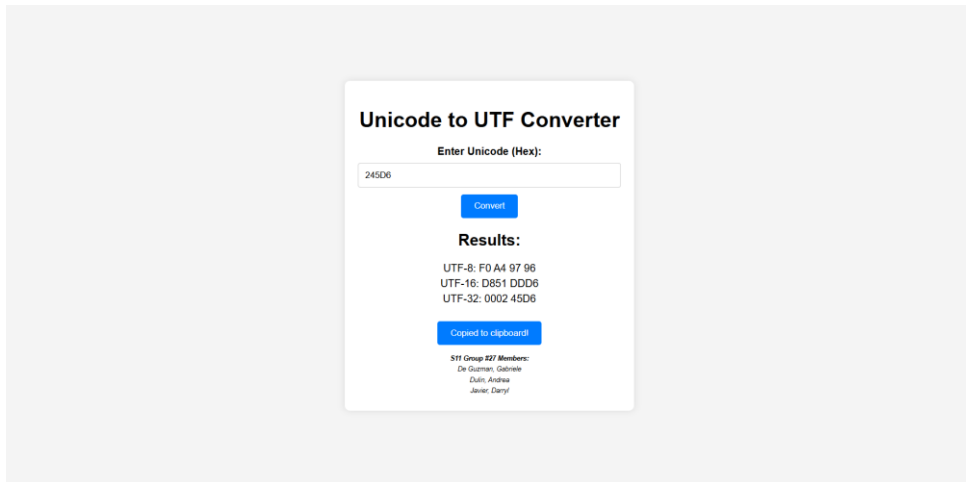 Unicode to UTF Converter
Enter Unicode (Hex):
245D6
Convert
Results:
UTF-8: F0 A4 97 96
UTF-16: D851 DDD6
UTF-32: 0002 45D6
Copied to clipboard!
S11 Group #27 Members:
De Guzman, Gabriele
Dulin, Andrea
Javier, Darryl